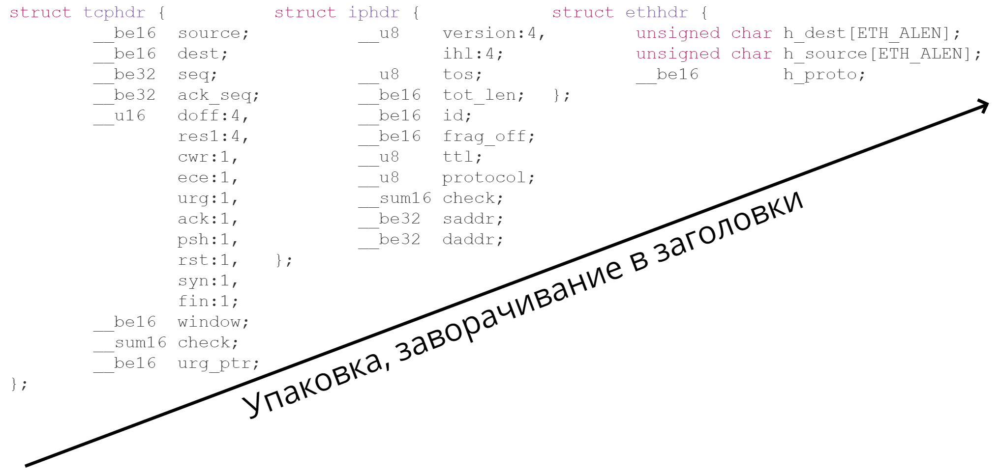 struct tcphdr {
__be16 source;
__be16 dest;
__be32 seq;
__be32 ack_seq;
__u16 doff:4,
res1:4,
cwr:1,
ece:1,
urg:1,
ack:1,
psh:1,
rst:1,
syn:1,
fin:1;
__be16 window;
__sum16 check;
__be16 urg_ptr;
};
struct iphdr {
__u8 version:4,
ihl:4;
__u8 tos;
__be16 tot_len;
__be16 id;
__be16 frag_off;
__u8 ttl;
__u8 protocol;
__sum16 check;
__be32 saddr;
__be32 daddr;
};
struct ethhdr {
unsigned char h_dest[ETH_ALEN];
unsigned char h_source[ETH_ALEN];
__be16 h_proto;
};
Упаковка, заворачивание в заголовки